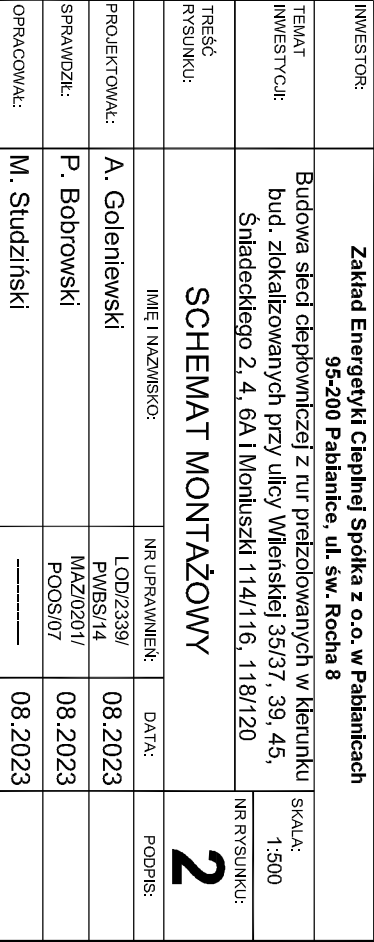 INWESTOR:
Zakład Energetyki Cieplnej Spółka z o.o. w Pabianicach
95-200 Pabianice, ul. św. Rocha 8
TEMAT
INWESTYCJI:
Budowa sieci ciepłowniczej z rur preizolowanych w kierunku
bud. zlokalizowanych przy ulicy Wileńskiej 35/37, 39, 45,
Śniadeckiego 2, 4, 6A i Moniuszki 114/116, 118/120
SKALA:
1:500
TREŚĆ
RYSUNKU:
SCHEMAT MONTAŻOWY
NR RYSUNKU:
2
IMIĘ I NAZWISKO:
NR UPRAWNIEŃ:
DATA:
PODPIS:
PROJEKTOWAŁ:
A. Goleniewski
LOD/2339/
PWBS/14
08.2023
SPRAWDZIŁ:
P. Bobrowski
MAZ/0201/
POOS/07
08.2023
OPRACOWAŁ:
M. Studziński
--------
08.2023